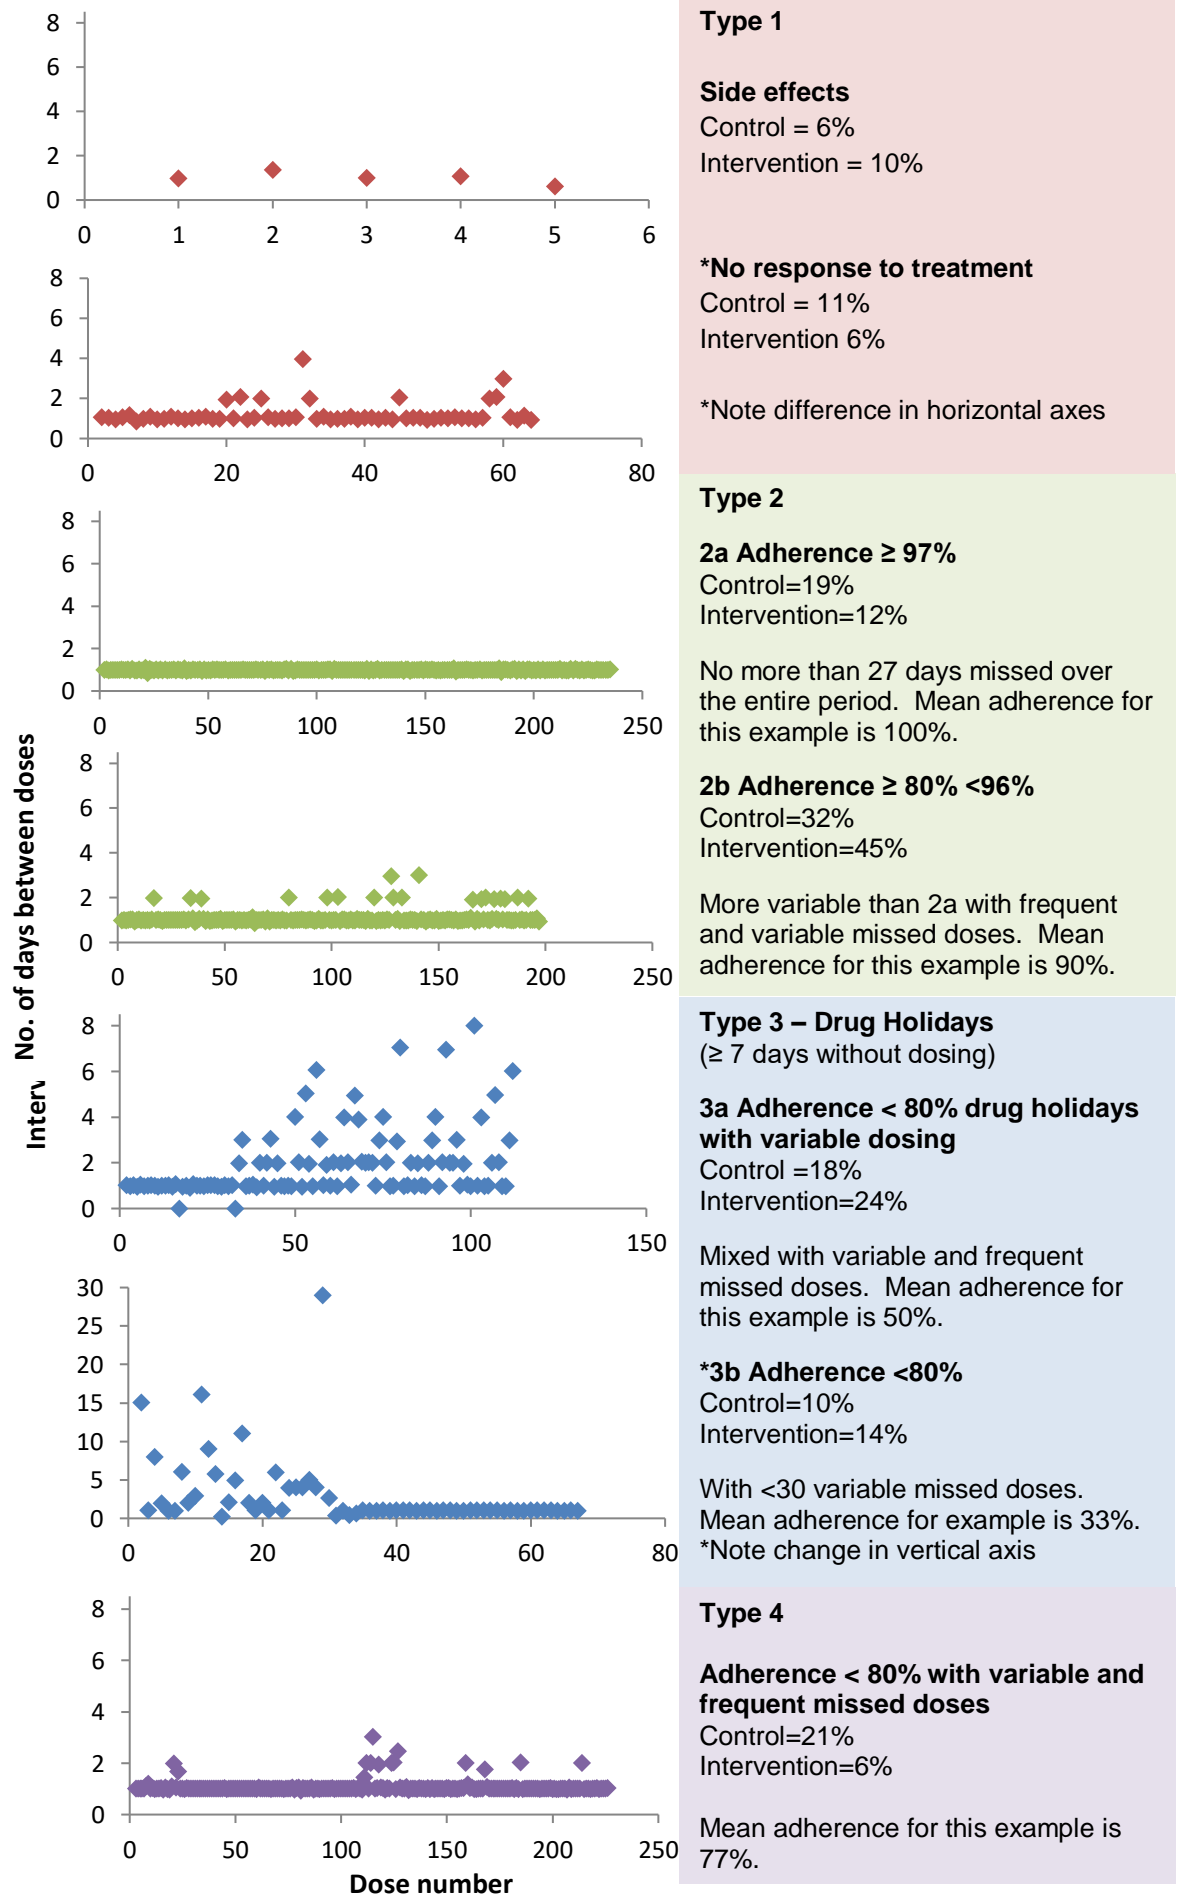 8
6
4
2
0
0 1 2 3 4 5 6
8
6
4
2
0
0 20 40 60 80
8
6
4
2
0
0 50 100 150 200 250
8
6
4
2
0
0 50 100 150 200 250
8
6
4
2
0
0 50 100 150
30
25
20
15
10
5
0
0 20 40 60 80
8
6
4
2
0
0 50 100 150 200 250
Dose number
No. of days between doses
Interv
Type 1
Side effects
Control = 6%
Intervention = 10%
*No response to treatment
Control = 11%
Intervention 6%
*Note difference in horizontal axes
Type 2
2a Adherence ≥ 97%
Control=19%
Intervention=12%
No more than 27 days missed over
the entire period.  Mean adherence for
this example is 100%.
2b Adherence ≥ 80% <96%
Control=32%
Intervention=45%
More variable than 2a with frequent
and variable missed doses.  Mean
adherence for this example is 90%.
Type 3 – Drug Holidays
(≥ 7 days without dosing)
3a Adherence < 80% drug holidays
with variable dosing
Control =18%
Intervention=24%
Mixed with variable and frequent
missed doses.  Mean adherence for
this example is 50%.
*3b Adherence <80%
Control=10%
Intervention=14%
With <30 variable missed doses.
Mean adherence for example is 33%.
*Note change in vertical axis
Type 4
Adherence < 80% with variable and
frequent missed doses
Control=21%
Intervention=6%
Mean adherence for this example is
77%.